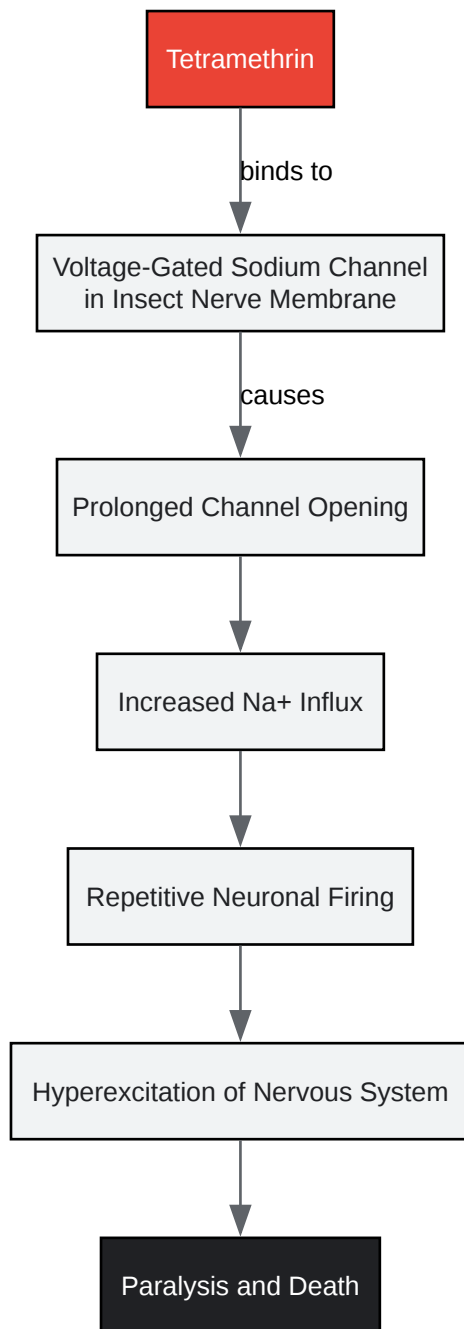 Tetramethrin
binds to
Voltage-Gated Sodium Channel
in Insect Nerve Membrane
causes
Prolonged Channel Opening
Increased Na+ Influx
Repetitive Neuronal Firing
Hyperexcitation of Nervous System
Paralysis and Death